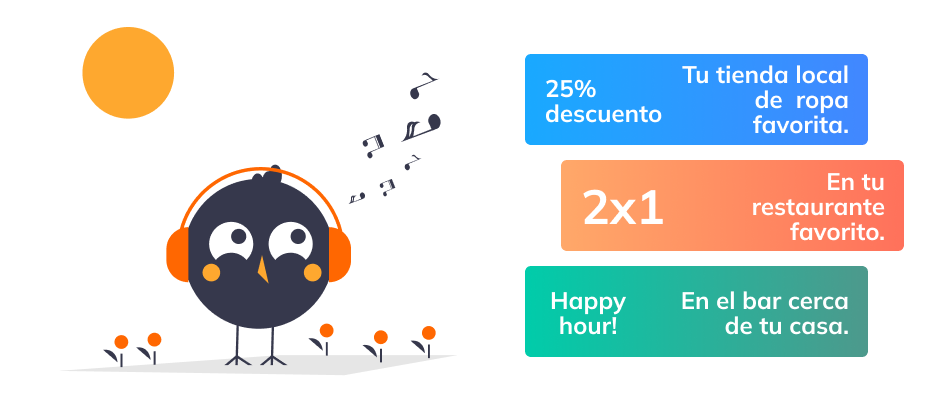 25%
descuento
Tu tienda local
de ropa
favorita.
2x1
En tu
restaurante
favorito.
Happy
hour!
En el bar cerca
de tu casa.